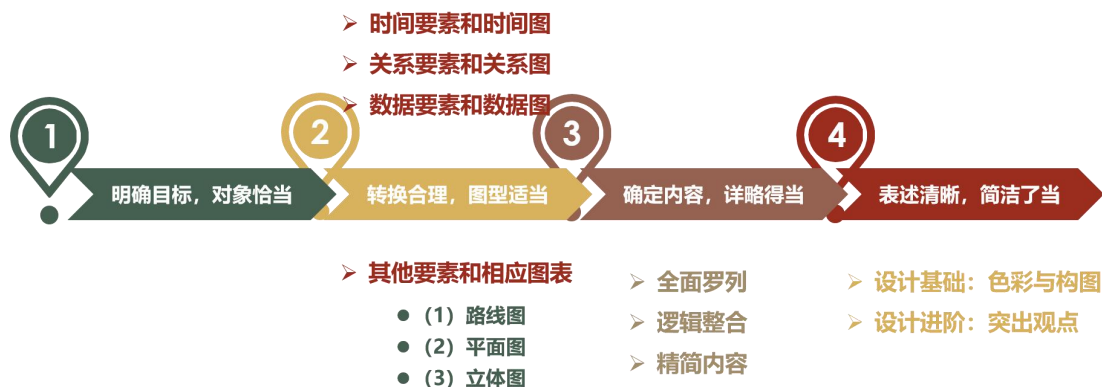 ➢ 时间要素和时间图
➢ 关系要素和关系图
➢ 数据要素和数据图
1
明确目标，对象恰当
2
转换合理，图型适当
3
确定内容，详略得当
4
表述清晰，简洁了当
➢ 其他要素和相应图表
● （1）路线图
● （2）平面图
● （3）立体图
➢ 全面罗列
➢ 逻辑整合
➢ 精简内容
➢ 设计基础：色彩与构图
➢ 设计进阶：突出观点